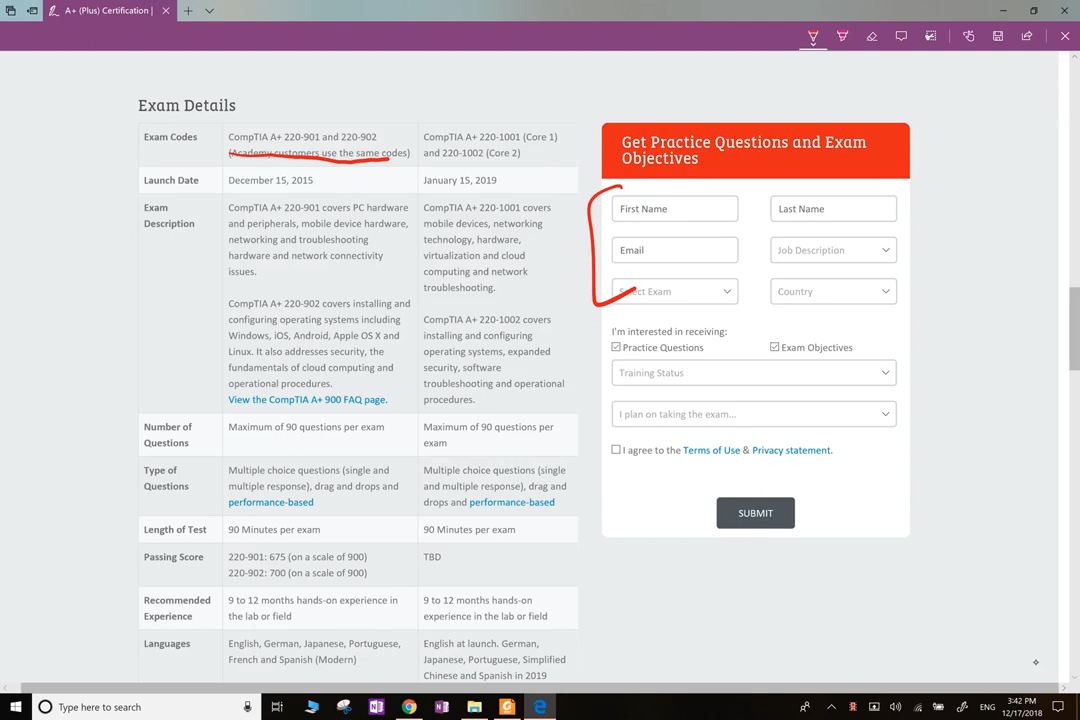 A+ (Plus) Certification |
Exam Details
Exam Codes
CompTIA A+ 220-901 and 220-902
(Academy customers use the same codes)
CompTIA A+ 220-1001 (Core 1)
and 220-1002 (Core 2)
Launch Date
December 15, 2015
January 15, 2019
Exam
Description
CompTIA A+ 220-901 covers PC hardware
and peripherals, mobile device hardware,
networking and troubleshooting
hardware and network connectivity
issues.
CompTIA A+ 220-902 covers installing and
configuring operating systems including
Windows, iOS, Android, Apple OS X and
Linux. It also addresses security, the
fundamentals of cloud computing and
operational procedures.
View the CompTIA A+ 900 FAQ page.
CompTIA A+ 220-1001 covers
mobile devices, networking
technology, hardware,
virtualization and cloud
computing and network
troubleshooting.
CompTIA A+ 220-1002 covers
installing and configuring
operating systems, expanded
security, software
troubleshooting and operational
procedures.
Number of
Questions
Maximum of 90 questions per exam
Maximum of 90 questions per
exam
Type of
Questions
Multiple choice questions (single and
multiple response), drag and drops and
performance-based
Multiple choice questions (single
and multiple response), drag and
drops and performance-based
Length of Test
90 Minutes per exam
90 Minutes per exam
Passing Score
220-901: 675 (on a scale of 900)
220-902: 700 (on a scale of 900)
TBD
Recommended
Experience
9 to 12 months hands-on experience in
the lab or field
9 to 12 months hands-on
experience in the lab or field
Languages
English, German, Japanese, Portuguese,
French and Spanish (Modern)
English at launch. German,
Japanese, Portuguese, Simplified
Chinese and Spanish in 2019
Get Practice Questions and Exam
Objectives
First Name
Last Name
Email
Job Description
Select Exam
Country
I'm interested in receiving:
Practice Questions
Exam Objectives
Training Status
I plan on taking the exam...
I agree to the Terms of Use & Privacy statement.
SUBMIT
Type here to search
ENG
3:42 PM
12/17/2018